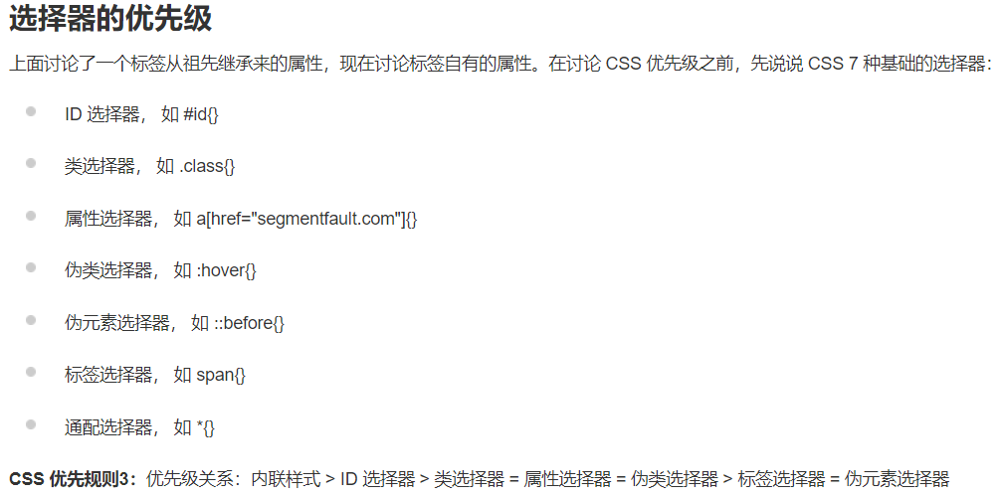 选择器的优先级
上面讨论了一个标签从祖先继承来的属性，现在讨论标签自有的属性。在讨论 CSS 优先级之前，先说说 CSS 7 种基础的选择器：
ID 选择器， 如 #id{}
类选择器， 如 .class{}
属性选择器， 如 a[href="segmentfault.com"]{}
伪类选择器， 如 :hover{}
伪元素选择器， 如 ::before{}
标签选择器， 如 span{}
通配选择器， 如 *{}
CSS 优先规则3：优先级关系：内联样式 > ID 选择器 > 类选择器 = 属性选择器 = 伪类选择器 > 标签选择器 = 伪元素选择器